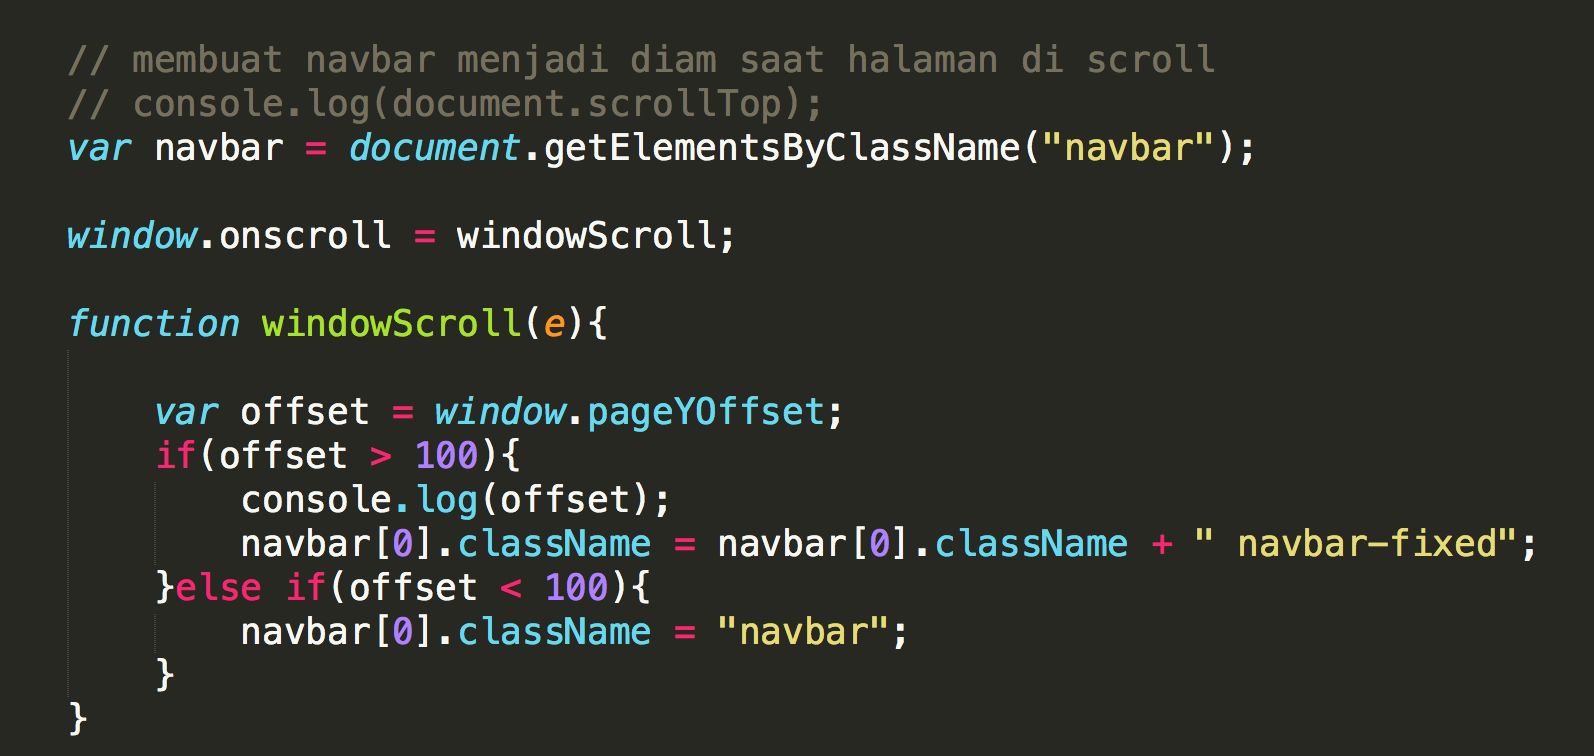 // membuat navbar menjadi diam saat halaman di scroll
// console.log(document.scrollTop);
var navbar = document.getElementsByClassName("navbar");
window.onscroll = windowScroll;
function windowScroll(e){
var offset = window.pageYOffset;
if(offset > 100){
console.log(offset);
navbar[0].className = navbar[0].className + " navbar-fixed";
}else if(offset < 100){
navbar[0].className = "navbar";
}
}